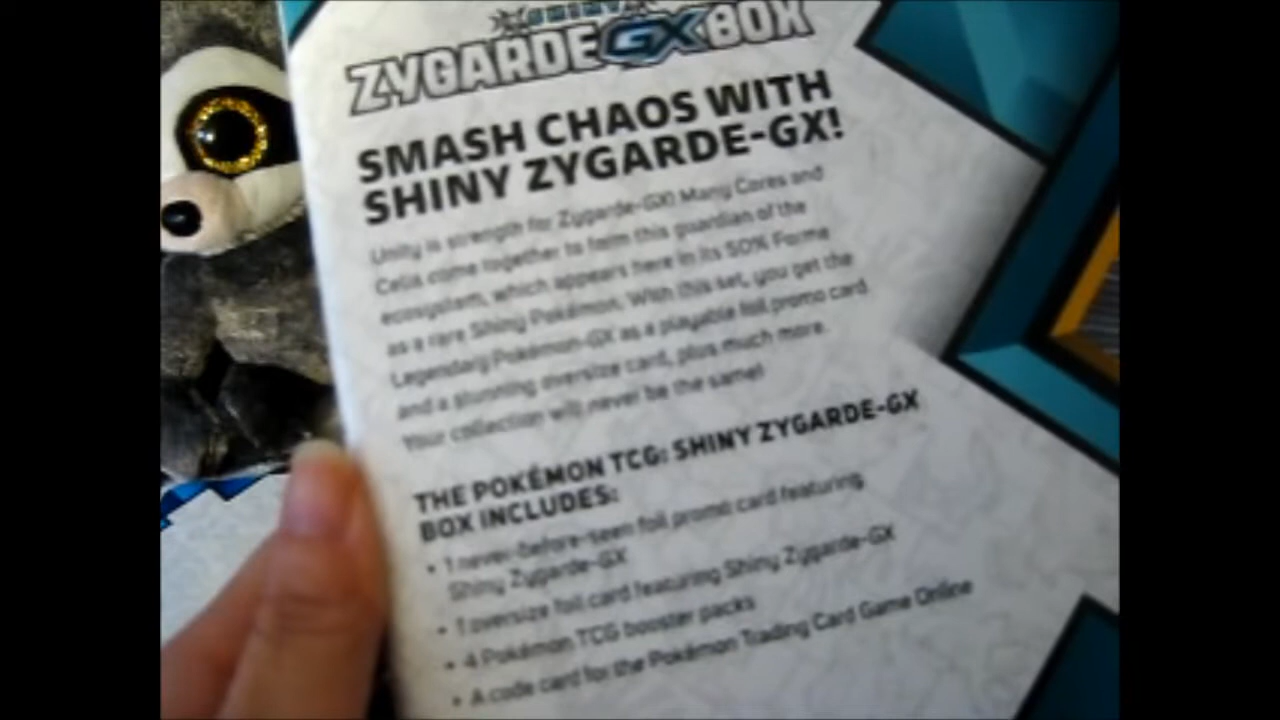 SHINY
ZYGARDE GX BOX
SMASH CHAOS WITH
SHINY ZYGARDE-GX!
Unity is strength for Zygarde-GX! Many Cores and
Cells come together to form this guardian of the
ecosystem, which appears here in its 50% Forme
as a rare Shiny Pokémon. With this set, you get the
Legendary Pokémon-GX as a playable foil promo card
and a stunning oversize card, plus much more.
Your collection will never be the same!
THE POKÉMON TCG: SHINY ZYGARDE-GX
BOX INCLUDES:
• 1 never-before-seen foil promo card featuring
Shiny Zygarde-GX
• 1 oversize foil card featuring Shiny Zygarde-GX
• 4 Pokémon TCG booster packs
• A code card for the Pokémon Trading Card Game Online